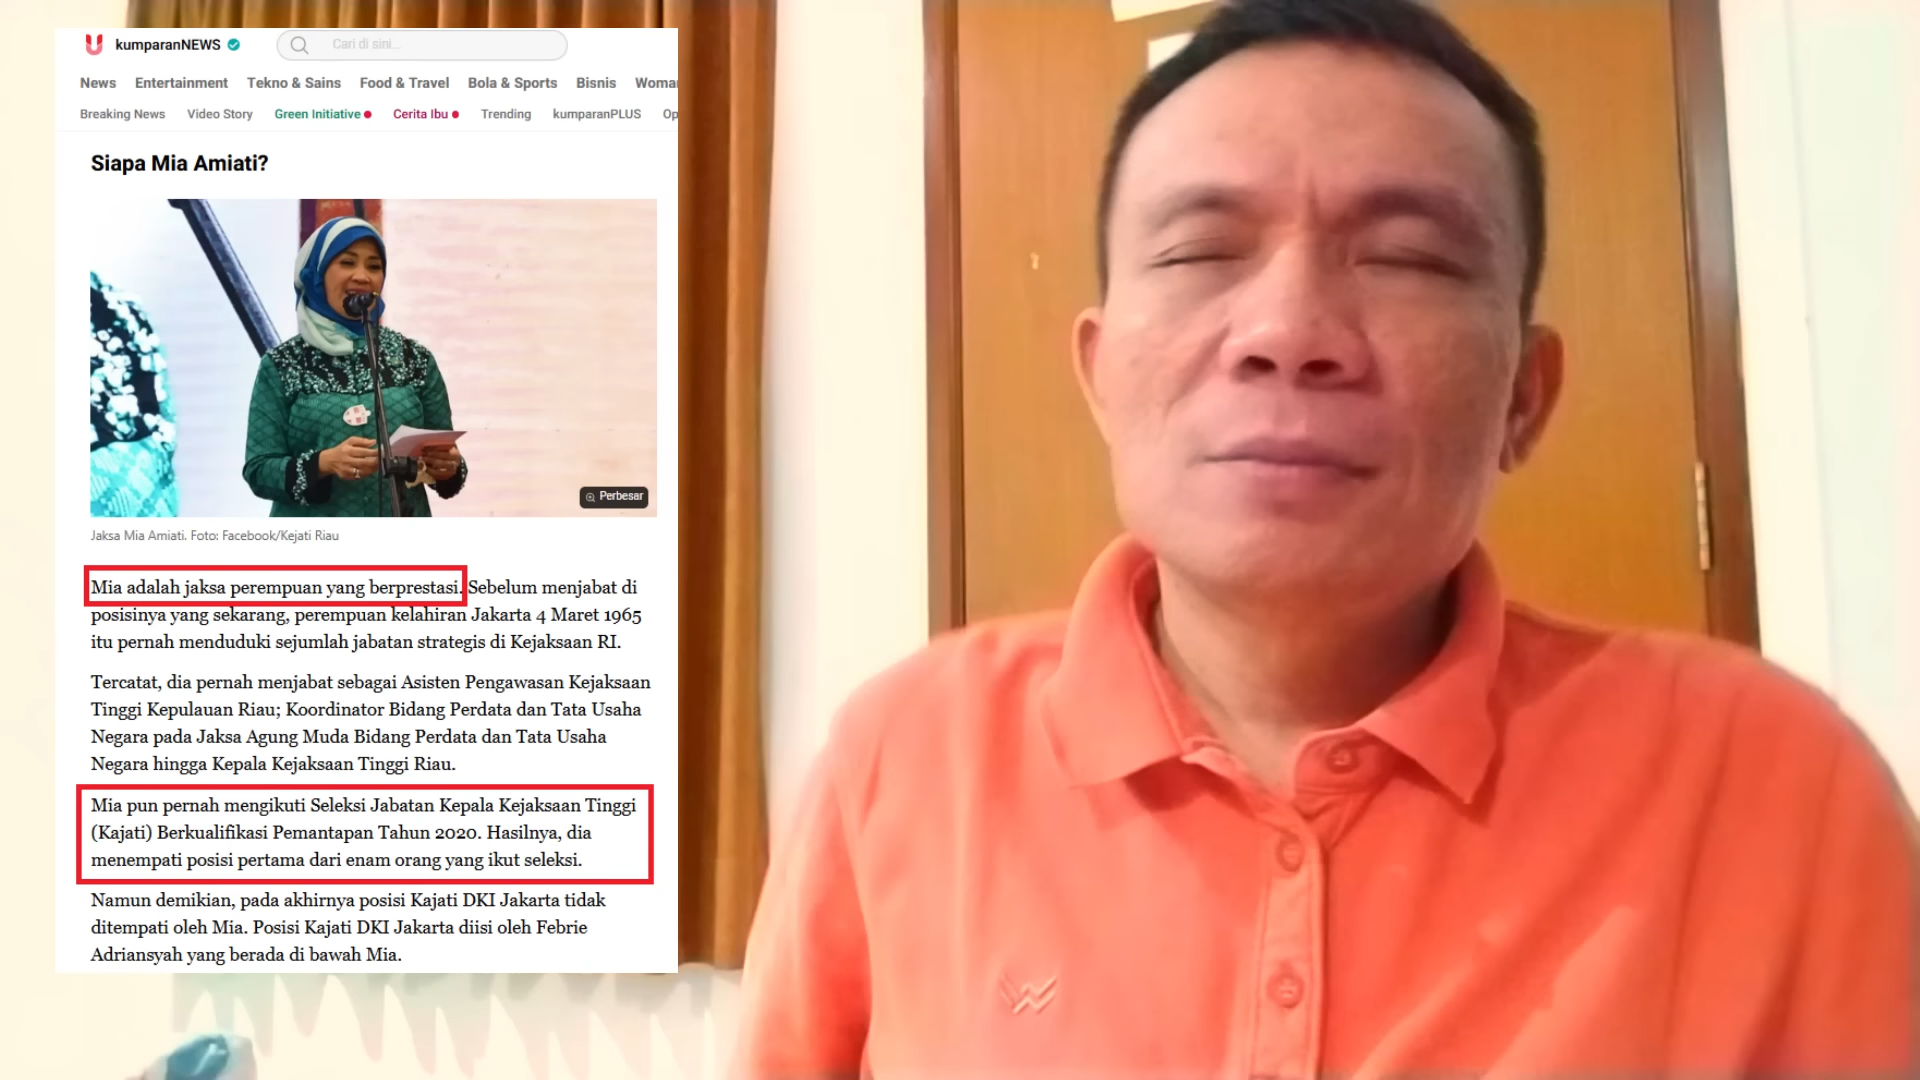 kumparanNEWS
Cari di sini...
News Entertainment Tekno & Sains Food & Travel Bola & Sports Bisnis
Breaking News Video Story Green Initiative Cerita Ibu Trending kumparanPLUS
Siapa Mia Amiati?
Perbesar
Jaksa Mia Amiati. Foto: Facebook/Kejati Riau
Mia adalah jaksa perempuan yang berprestasi. Sebelum menjabat di
posisinya yang sekarang, perempuan kelahiran Jakarta 4 Maret 1965
itu pernah menduduki sejumlah jabatan strategis di Kejaksaan RI.
Tercatat, dia pernah menjabat sebagai Asisten Pengawasan Kejaksaan
Tinggi Kepulauan Riau; Koordinator Bidang Perdata dan Tata Usaha
Negara pada Jaksa Agung Muda Bidang Perdata dan Tata Usaha
Negara hingga Kepala Kejaksaan Tinggi Riau.
Mia pun pernah mengikuti Seleksi Jabatan Kepala Kejaksaan Tinggi
(Kajati) Berkualifikasi Pemantapan Tahun 2020. Hasilnya, dia
menempati posisi pertama dari enam orang yang ikut seleksi.
Namun demikian, pada akhirnya posisi Kajati DKI Jakarta tidak
ditempati oleh Mia. Posisi Kajati DKI Jakarta diisi oleh Febrie
Adriansyah yang berada di bawah Mia.